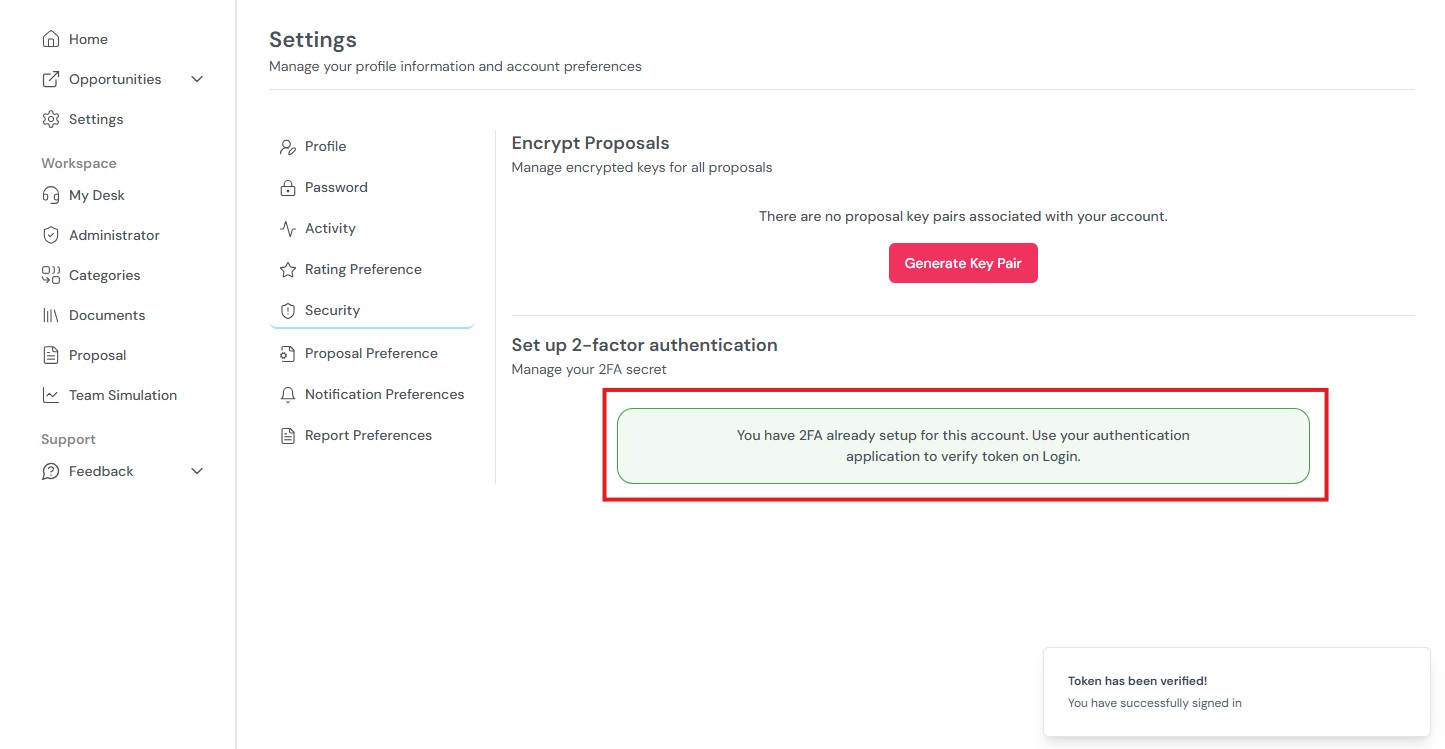 Home
Opportunities
Settings
Workspace
My Desk
Administrator
Categories
Documents
Proposal
Team Simulation
Support
Feedback
Settings
Manage your profile information and account preferences
Profile
Password
Activity
Rating Preference
Security
Proposal Preference
Notification Preferences
Report Preferences
Encrypt Proposals
Manage encrypted keys for all proposals
There are no proposal key pairs associated with your account.
Generate Key Pair
Set up 2-factor authentication
Manage your 2FA secret
You have 2FA already setup for this account. Use your authentication
application to verify token on Login.
Token has been verified!
You have successfully signed in